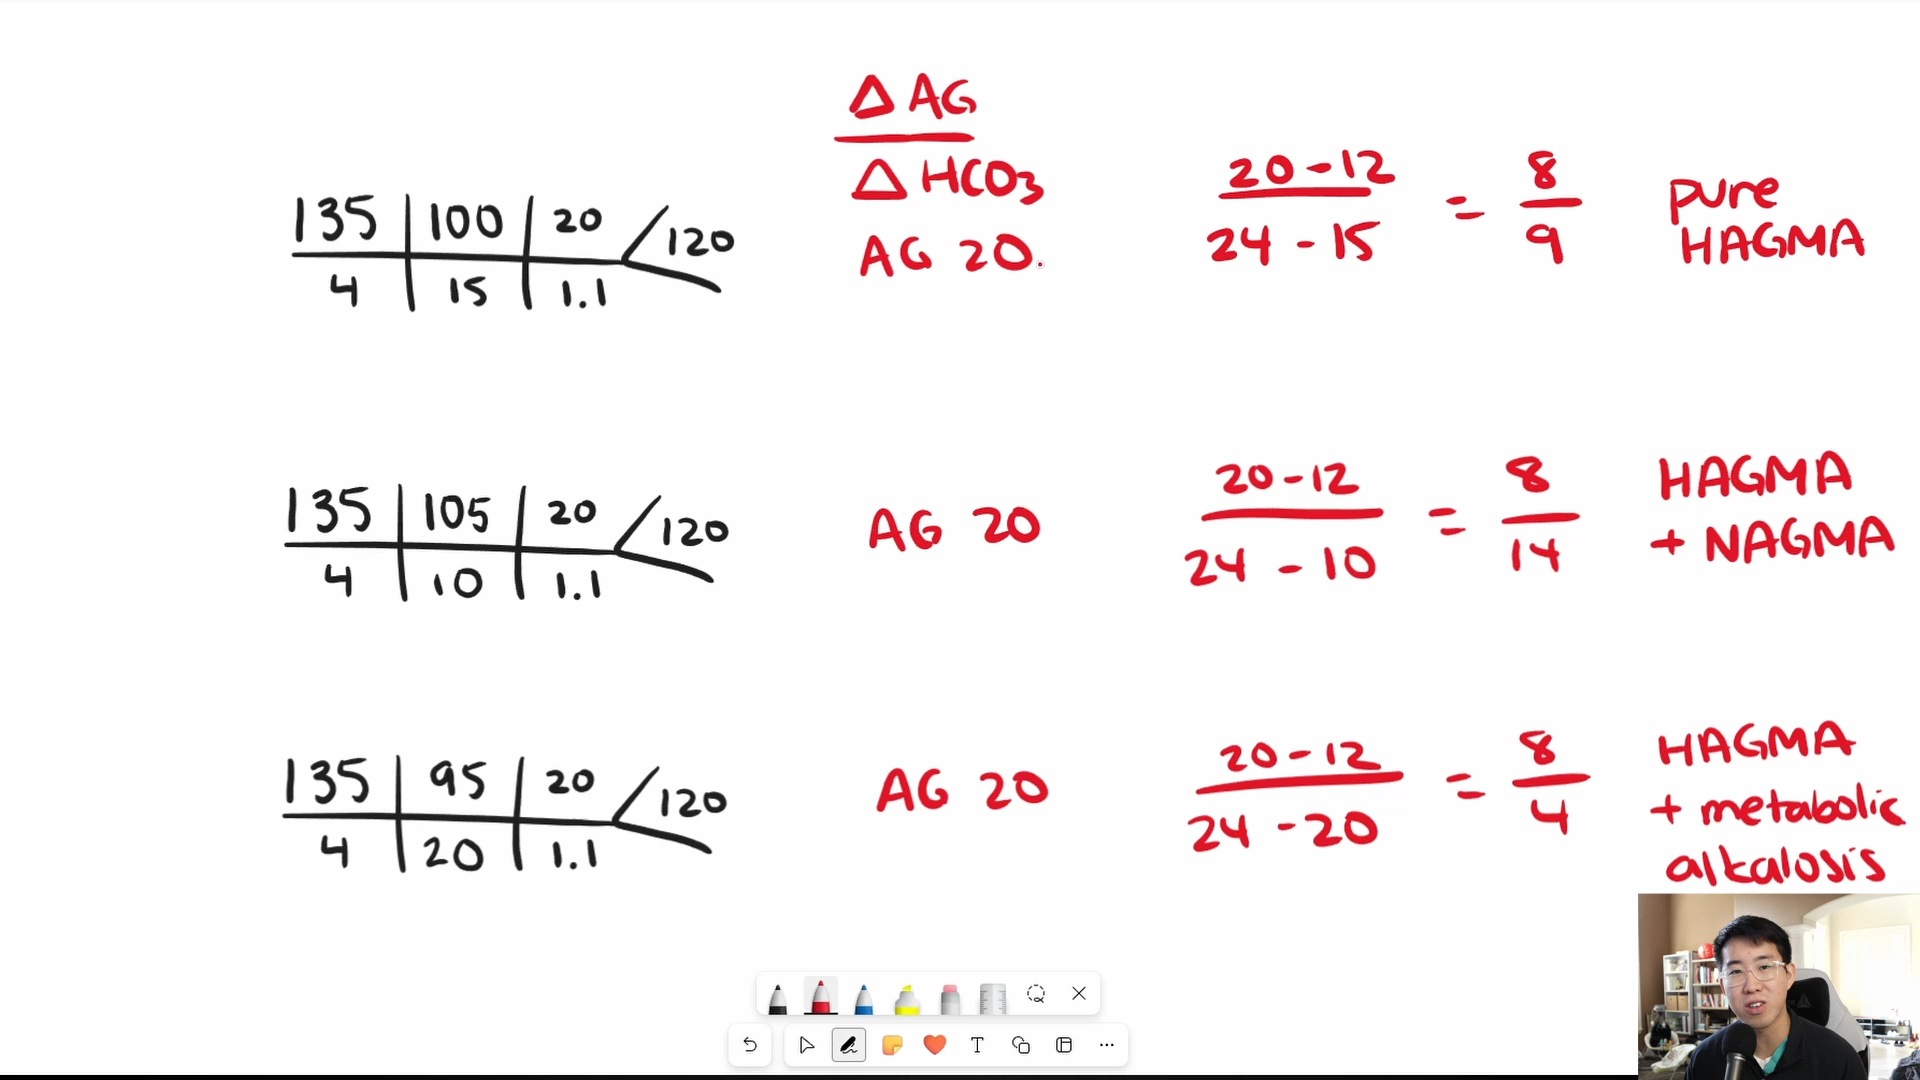 Δ AG
Δ HCO3
AG 20
135 100 20 120
4 15 1.1
20 - 12 = 8 pure
24 - 15 9 HAGMA
135 105 20 120
4 10 1.1
AG 20
20 - 12 = 8 HAGMA
24 - 10 14 + NAGMA
135 95 20 120
4 20 1.1
AG 20
20 - 12 = 8 HAGMA
24 - 20 4 + metabolic
alkalosis
T